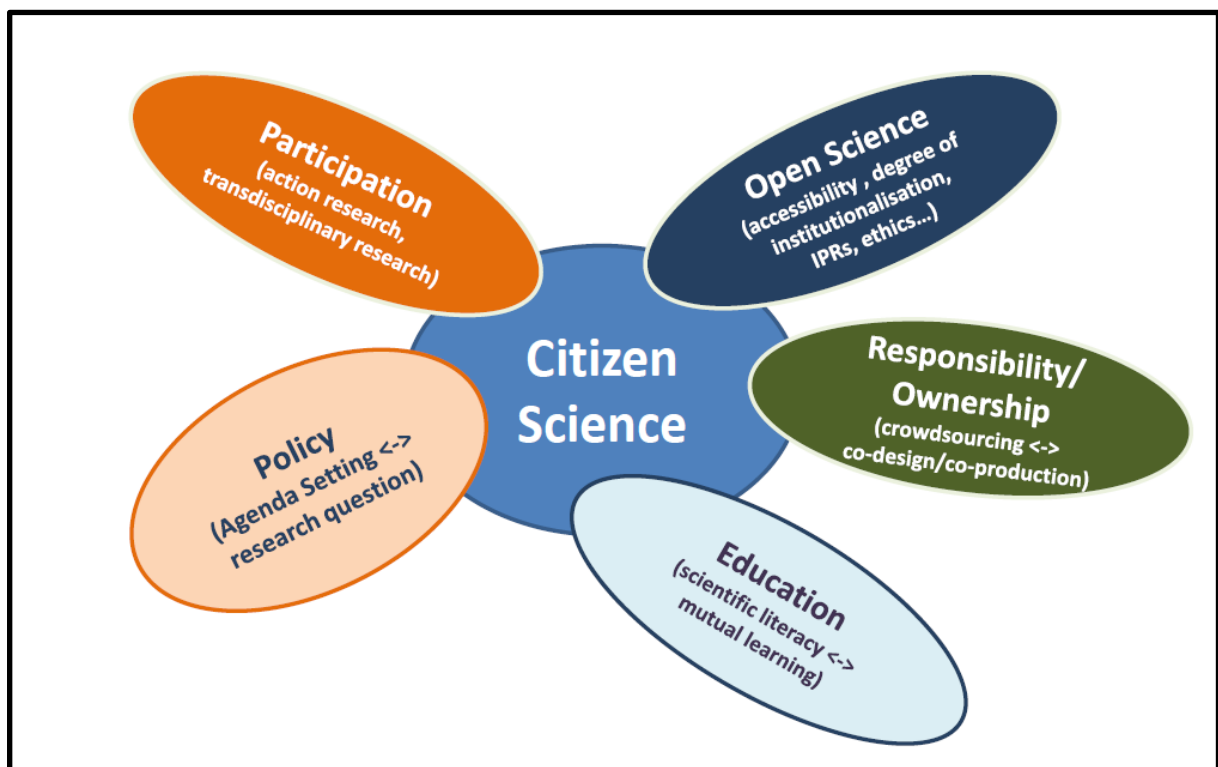 Participation
(action research,
transdisciplinary research)
Open Science
(accessibility , degree of
institutionalisation,
IPRs, ethics...)
Citizen
Science
Responsibility/
Ownership
(crowdsourcing <->
co-design/co-production)
Policy
(Agenda Setting <->
research question)
Education
(scientific literacy <->
mutual learning)